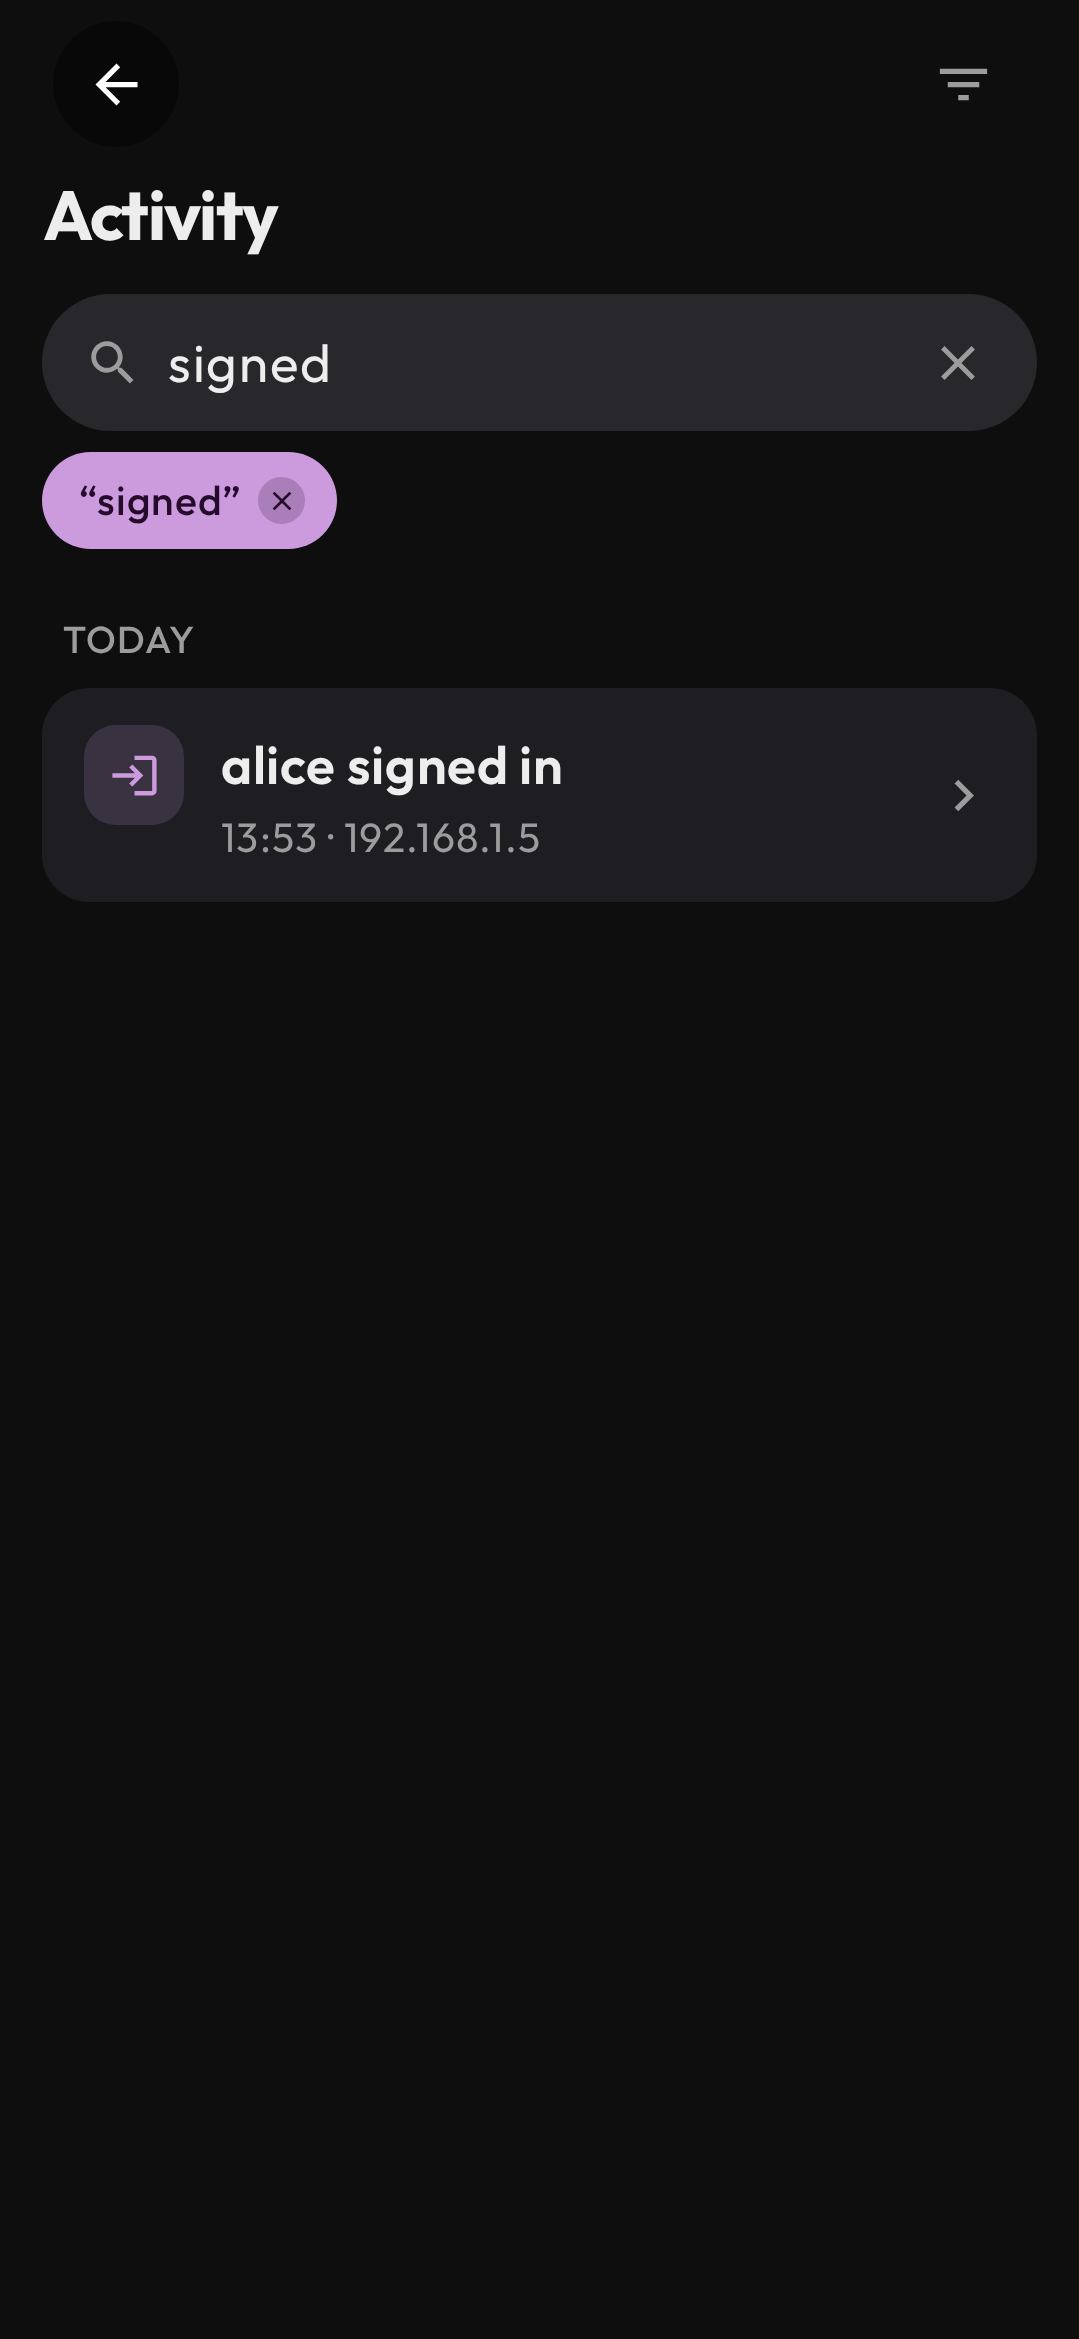 Activity
signed
“signed”
TODAY
alice signed in
13:53 · 192.168.1.5